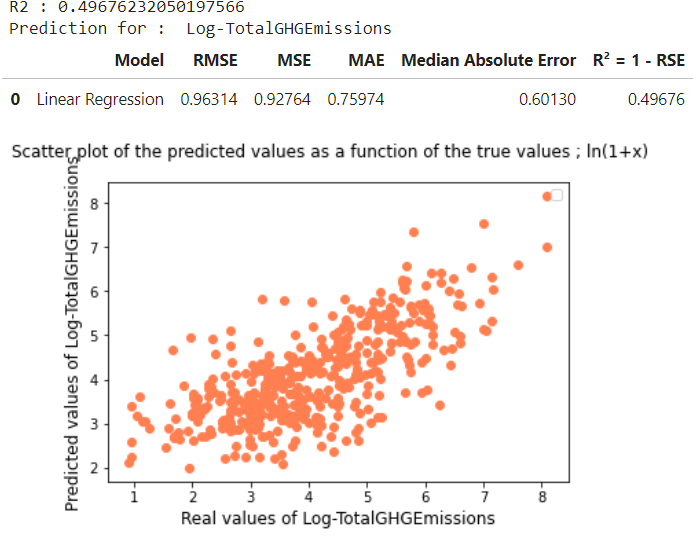 R2 : 0.49676232050197566
Prediction for :  Log-TotalGHGEmissions
Model RMSE MSE MAE Median Absolute Error R² = 1 - RSE
0 Linear Regression 0.96314 0.92764 0.75974 0.60130 0.49676
Scatter plot of the predicted values as a function of the true values ; ln(1+x)
Predicted values of Log-TotalGHGEmissions
8
7
6
5
4
3
2
1 2 3 4 5 6 7 8
Real values of Log-TotalGHGEmissions